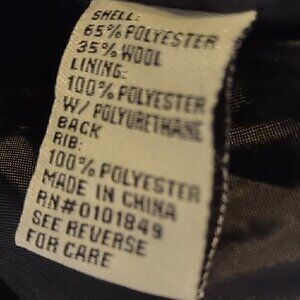 SHELL:
65% POLYESTER
35% WOOL
LINING:
100% POLYESTER
W/ POLYURETHANE
BACK
RIB:
100% POLYESTER
MADE IN CHINA
RN#0101849
SEE REVERSE
FOR CARE